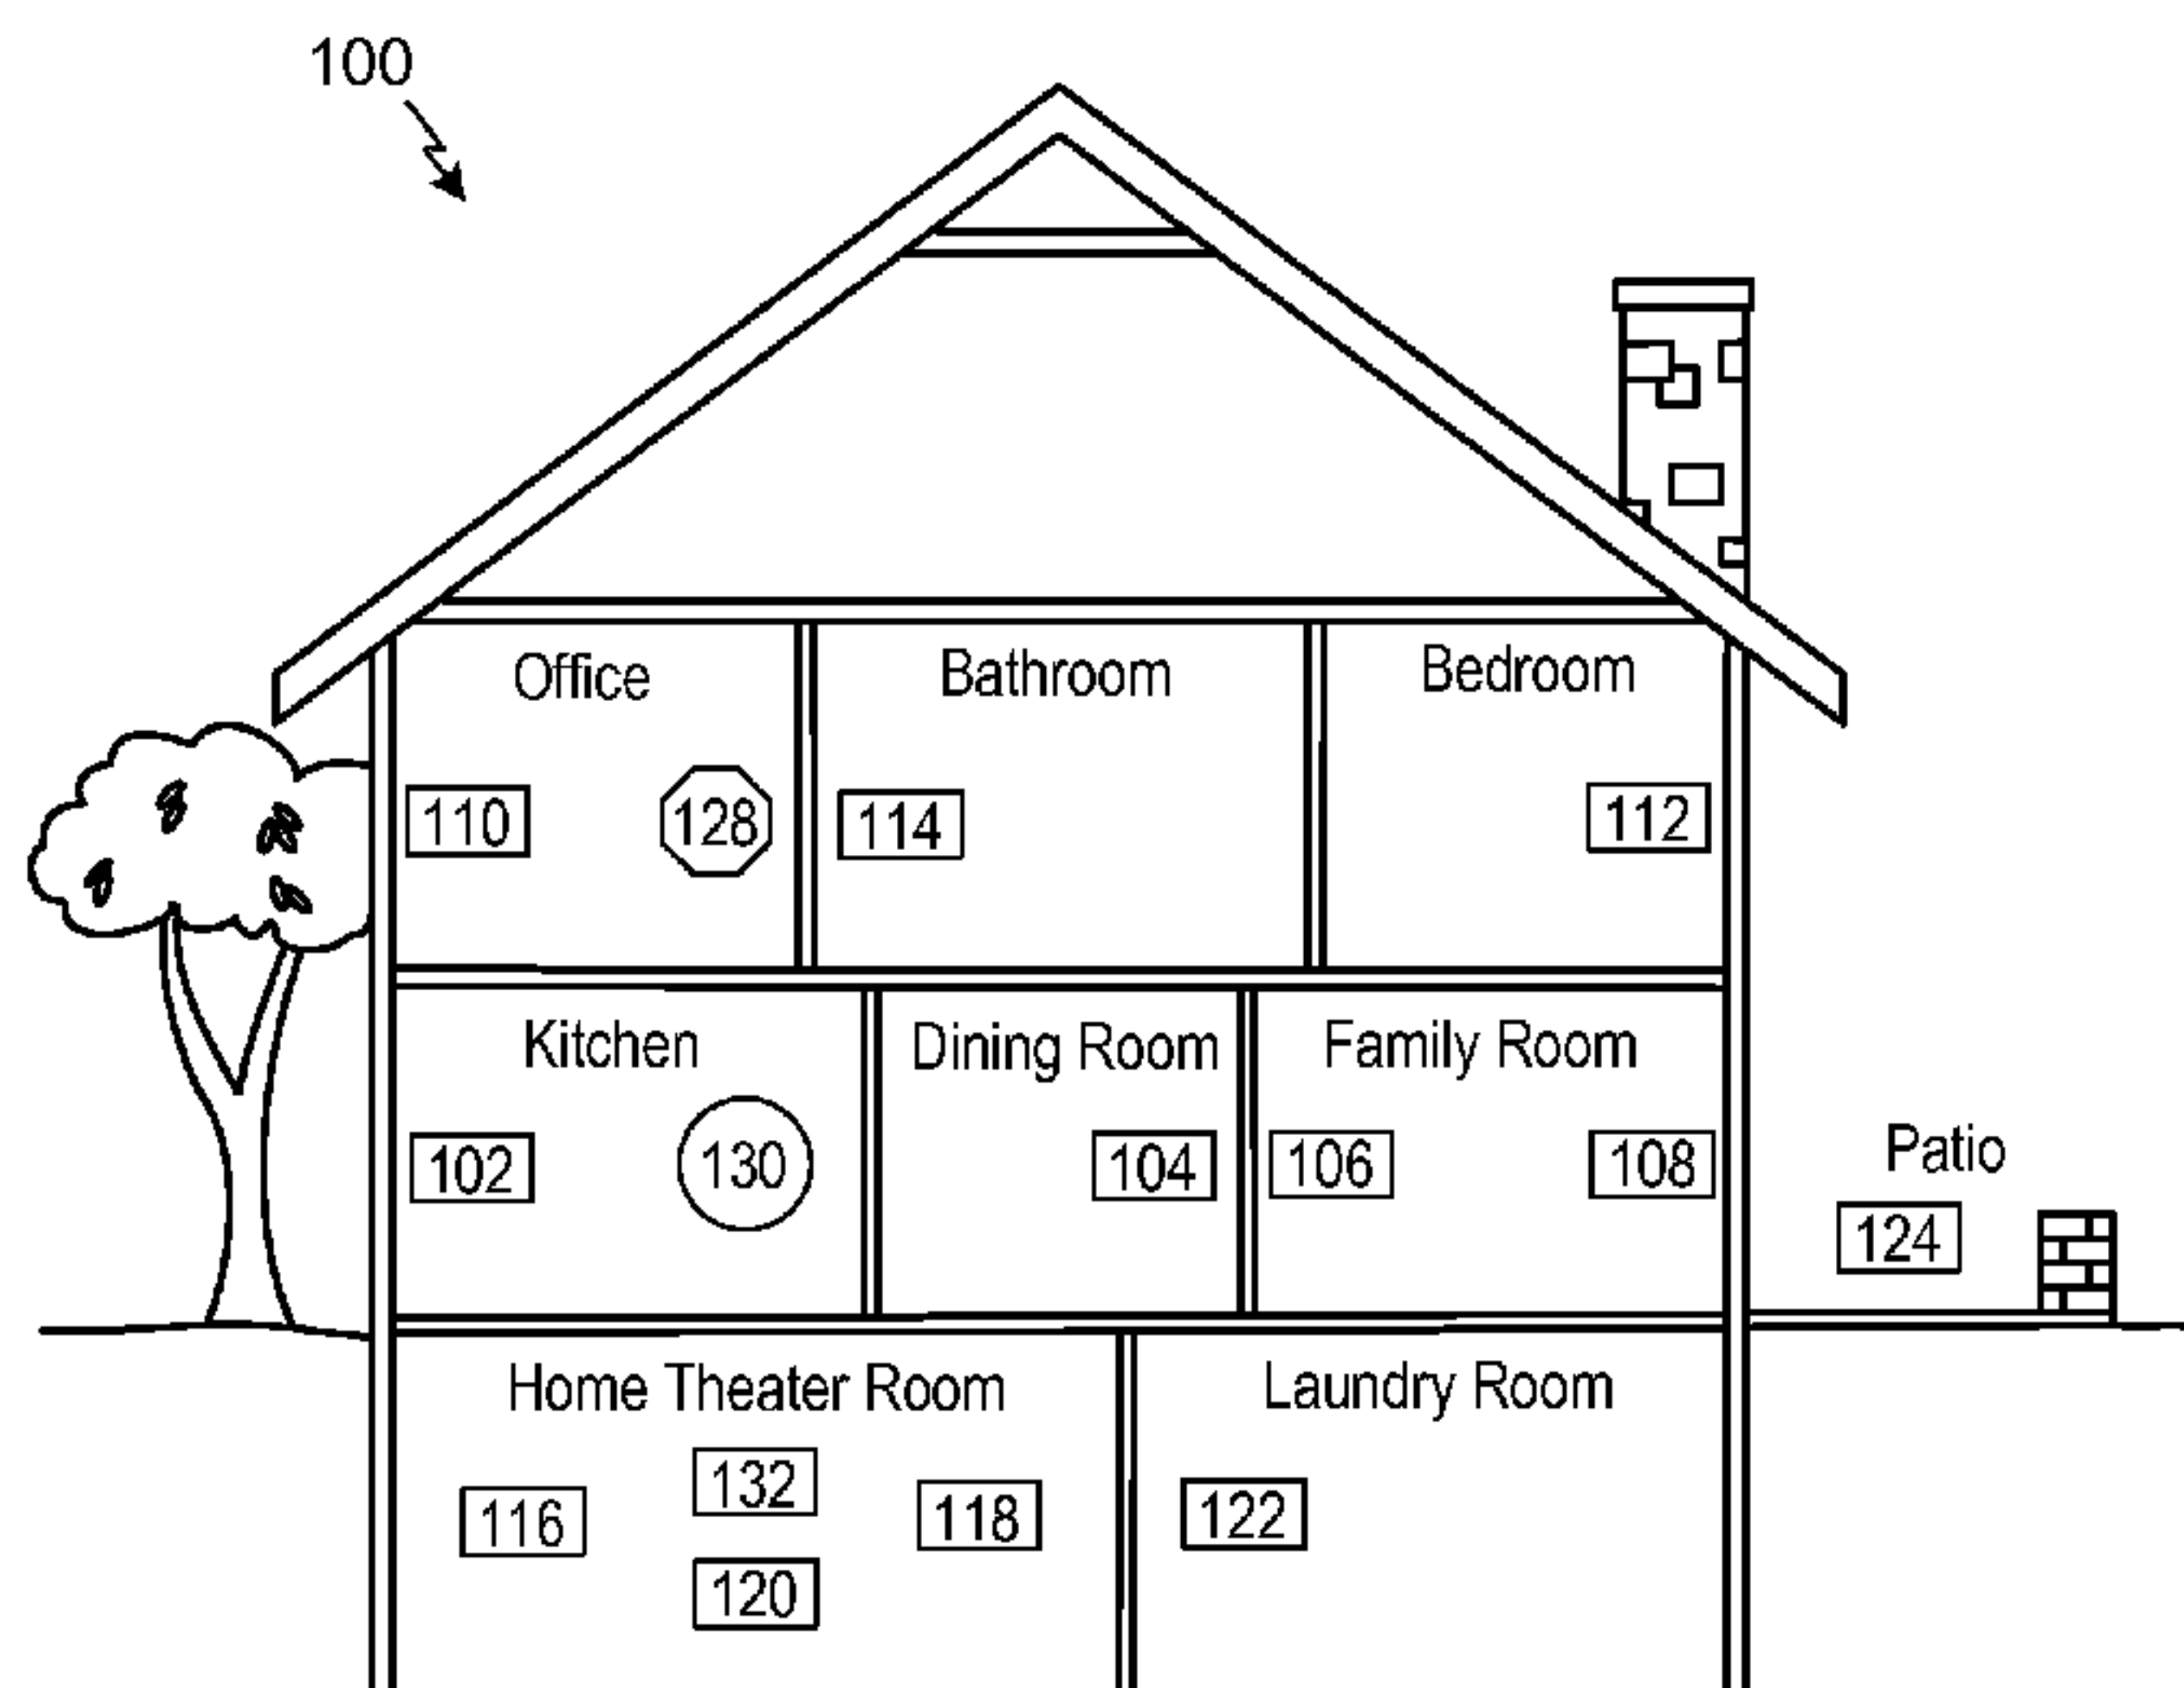 100
Office Bathroom Bedroom
110 128 114 112
Kitchen Dining Room Family Room
Patio
102 130 104 106 108
124
Home Theater Room Laundry Room
132
116 118 122
120